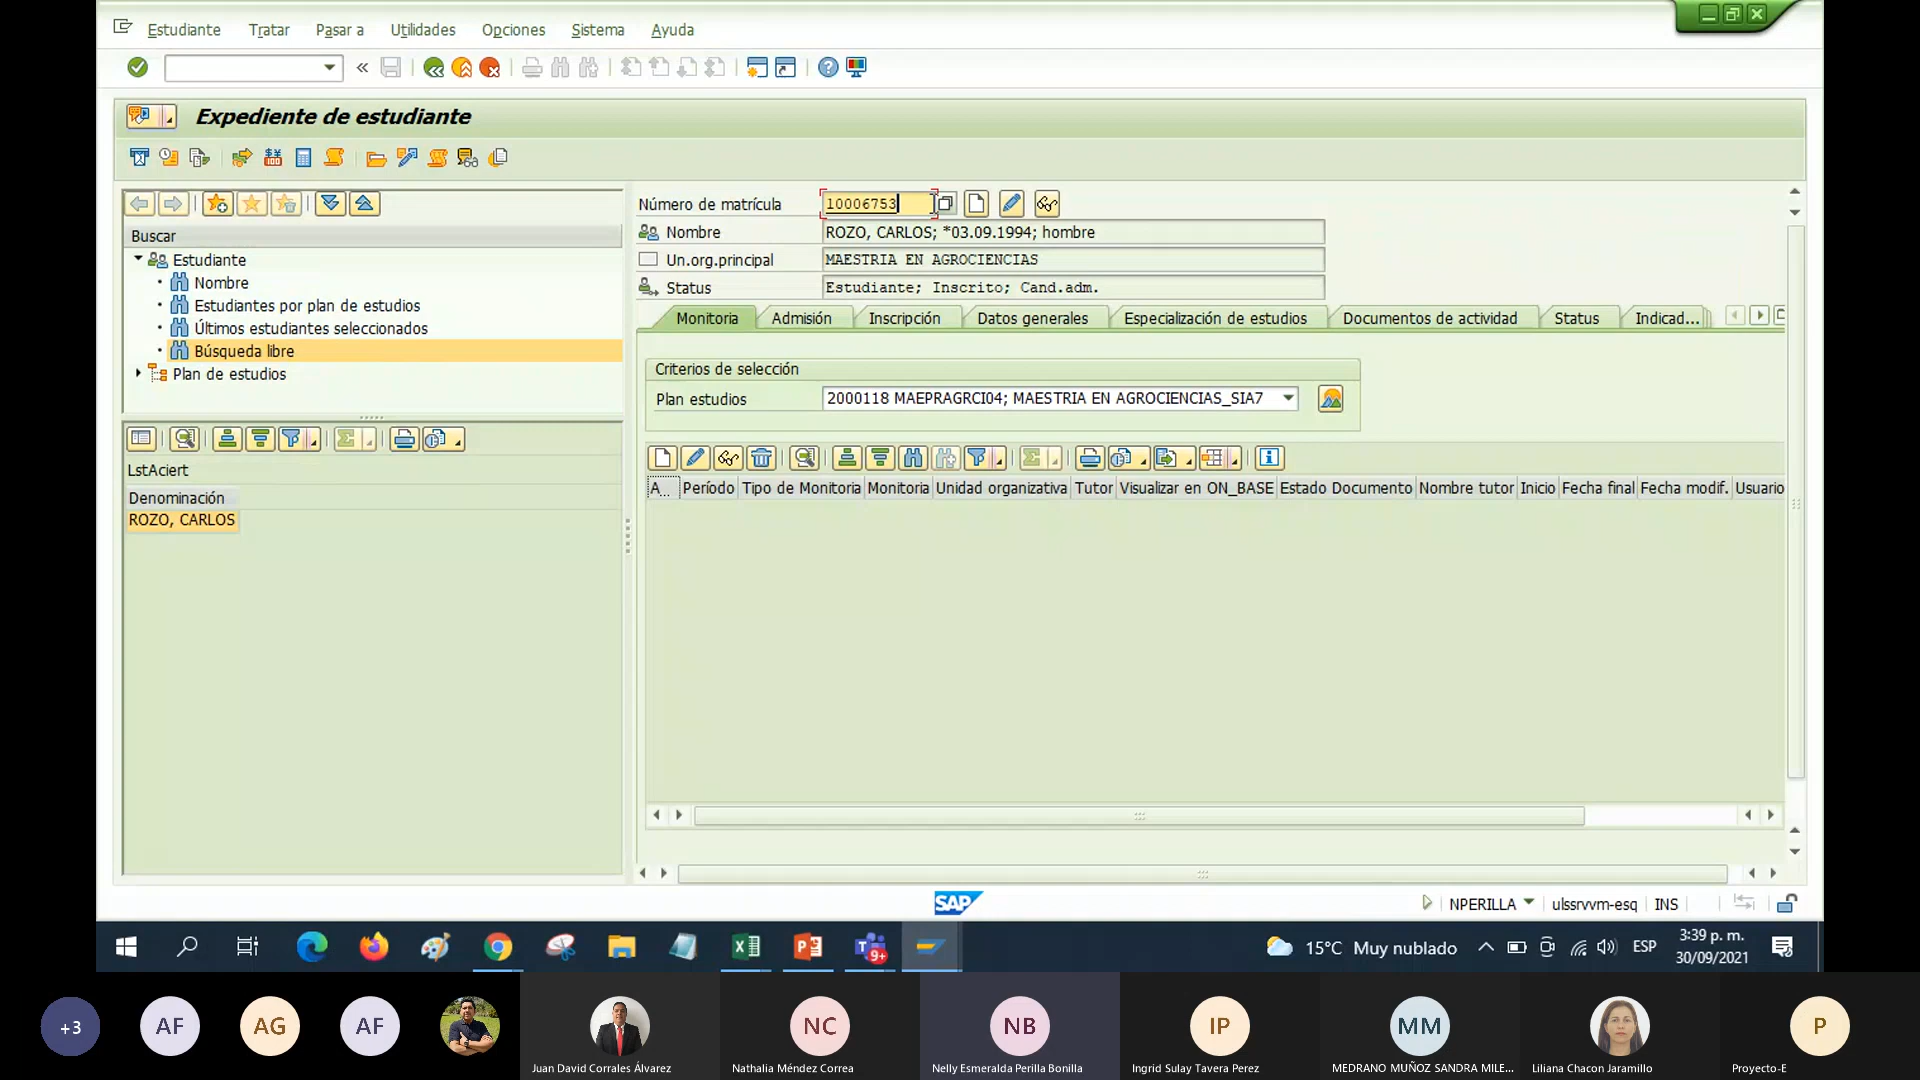 Estudiante Tratar Pasar a Utilidades Opciones Sistema Ayuda
Expediente de estudiante
Buscar
Estudiante
Nombre
Estudiantes por plan de estudios
Últimos estudiantes seleccionados
Búsqueda libre
Plan de estudios
LstAciert
Denominación
ROZO, CARLOS
Número de matrícula 10006753
Nombre ROZO, CARLOS; *03.09.1994; hombre
Un.org.principal MAESTRIA EN AGROCIENCIAS
Status Estudiante; Inscrito; Cand.adm.
Monitoria Admisión Inscripción Datos generales Especialización de estudios Documentos de actividad Status Indicad...
Criterios de selección
Plan estudios 2000118 MAEPRAGRCI04; MAESTRIA EN AGROCIENCIAS_SIA7
A... Período Tipo de Monitoria Monitoria Unidad organizativa Tutor Visualizar en ON_BASE Estado Documento Nombre tutor Inicio Fecha final Fecha modif. Usuario
SAP NPERILLA ulssrvvm-esq INS
9+ 15°C Muy nublado ESP 3:39 p. m.
30/09/2021
+3 AF AG AF NC NB IP MM P
Juan David Corrales Álvarez Nathalia Méndez Correa Nelly Esmeralda Perilla Bonilla Ingrid Sulay Tavera Perez MEDRANO MUÑOZ SANDRA MILE... Liliana Chacon Jaramillo Proyecto-E